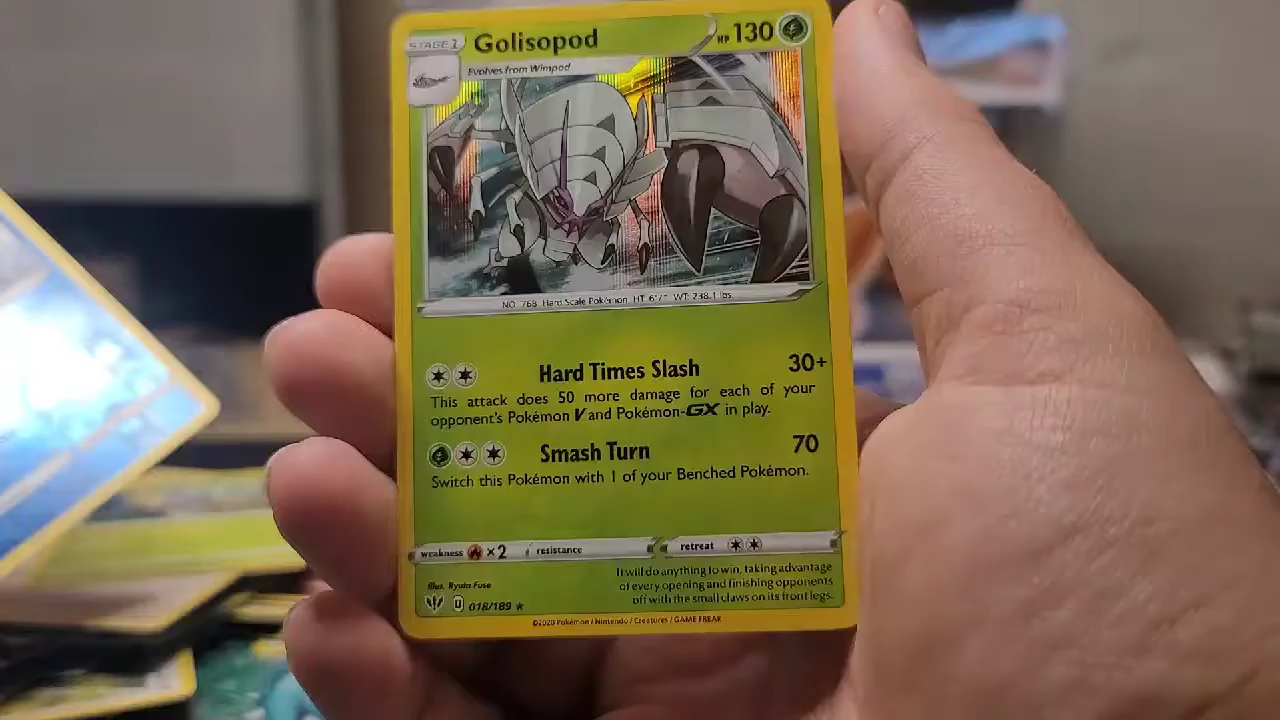 STAGE 1
Golisopod
HP 130
Evolves from Wimpod
NO. 768 Hard Scale Pokémon HT: 6'7" WT: 238.1 lbs.
Hard Times Slash 30+
This attack does 50 more damage for each of your
opponent's Pokémon V and Pokémon-GX in play.
Smash Turn 70
Switch this Pokémon with 1 of your Benched Pokémon.
weakness ×2 resistance retreat
It will do anything to win, taking advantage
of every opening and finishing opponents
off with the small claws on its front legs.
Illus. Ryuta Fuse
D 018/189 ★
©2020 Pokémon / Nintendo / Creatures / GAME FREAK